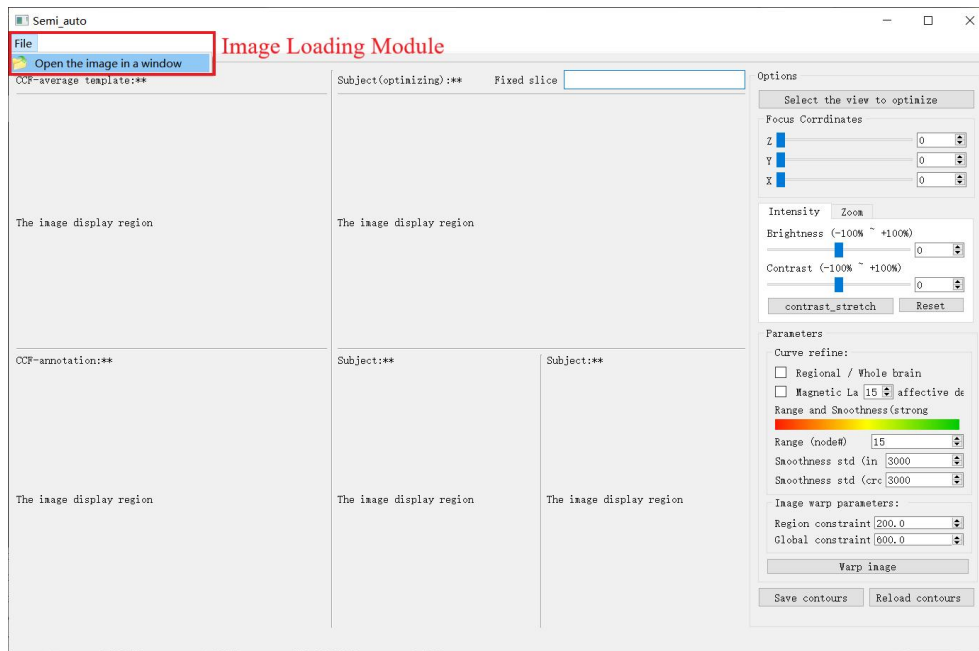 Semi_auto
File
Image Loading Module
Open the image in a window
CCF-average template:**
Subject(optimizing):** Fixed slice
The image display region
The image display region
CCF-annotation:**
Subject:**
Subject:**
The image display region
The image display region
The image display region
Options
Select the view to optimize
Focus Corrdinates
Z 0
Y 0
X 0
Intensity Zoom
Brightness (-100% ~ +100%)
0
Contrast (-100% ~ +100%)
0
contrast_stretch Reset
Parameters
Curve refine:
Regional / Whole brain
Magnetic La 15 affective de
Range and Smoothness(strong
Range (node#) 15
Smoothness std (in 3000
Smoothness std (crc 3000
Image warp parameters:
Region constraint 200.0
Global constraint 600.0
Warp image
Save contours Reload contours